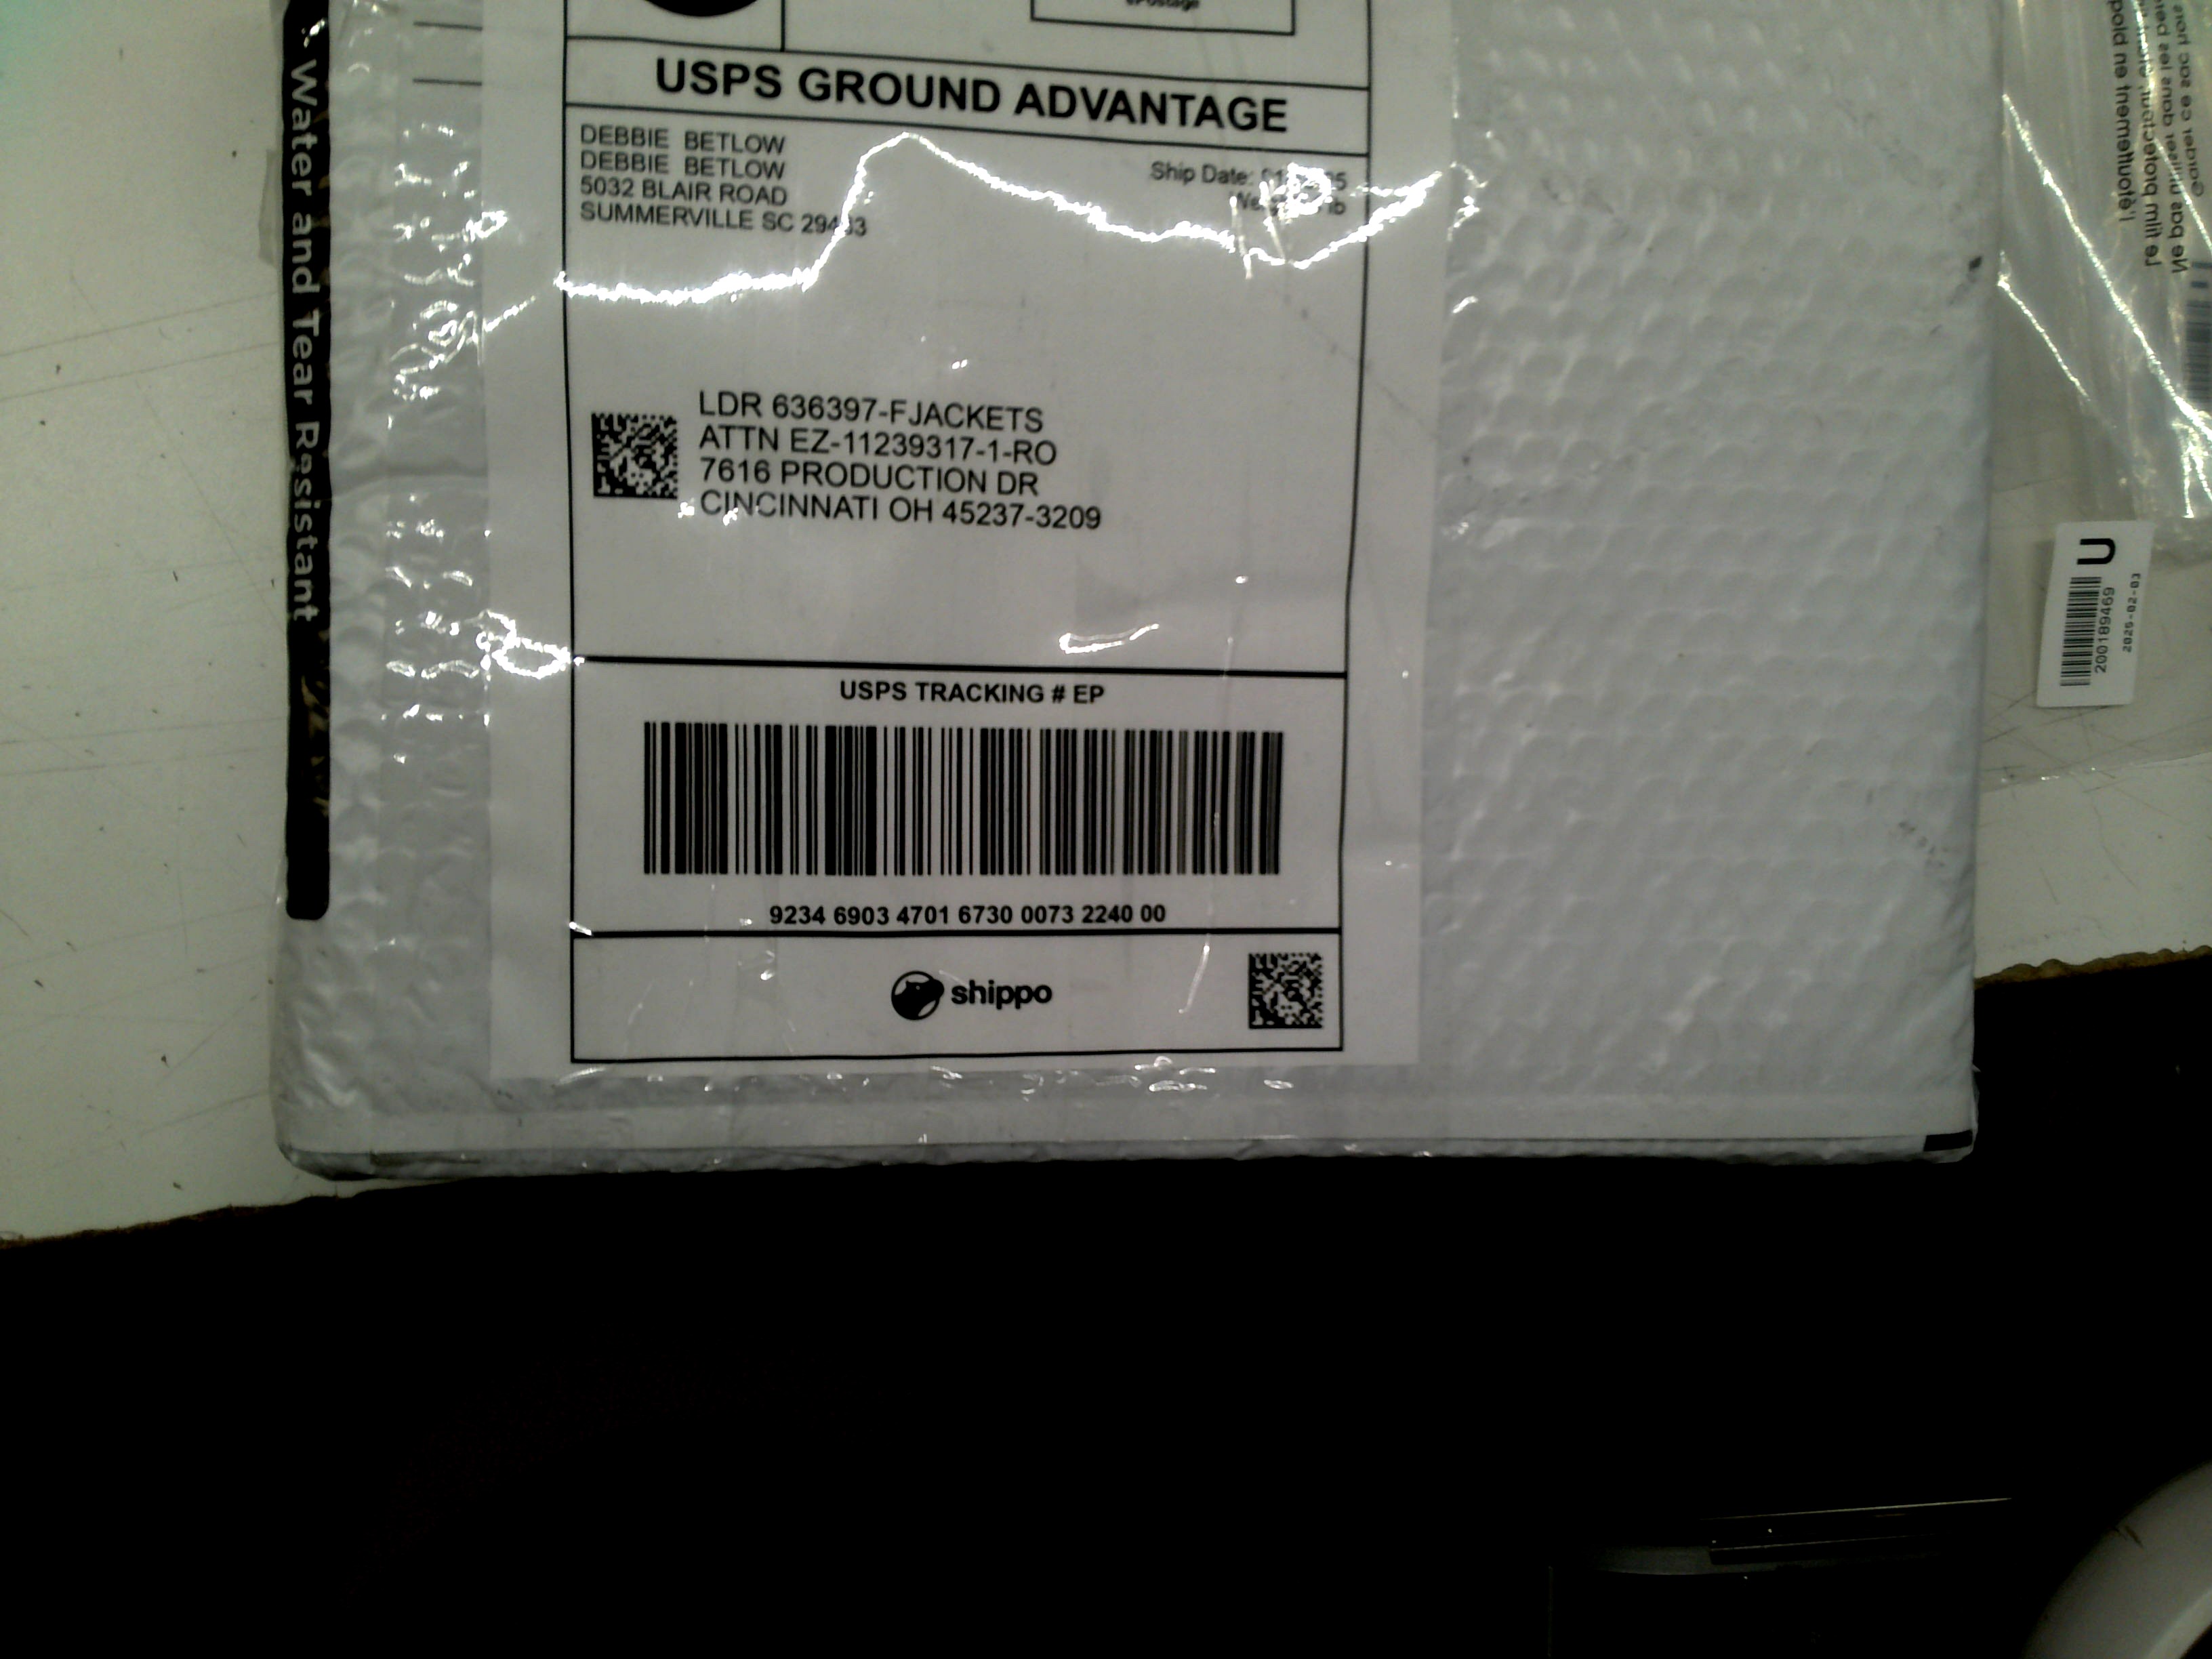 ePostage
USPS GROUND ADVANTAGE
DEBBIE BETLOW
DEBBIE BETLOW
5032 BLAIR ROAD
SUMMERVILLE SC
Ship Date:
LDR 636397-FJACKETS
ATTN EZ-11239317-1-RO
7616 PRODUCTION DR
CINCINNATI OH 45237-3209
USPS TRACKING # EP
9234 6903 4701 6730 0073 2240 00
shippo
Water and Tear Resistant
U
200189469
2025-02-03